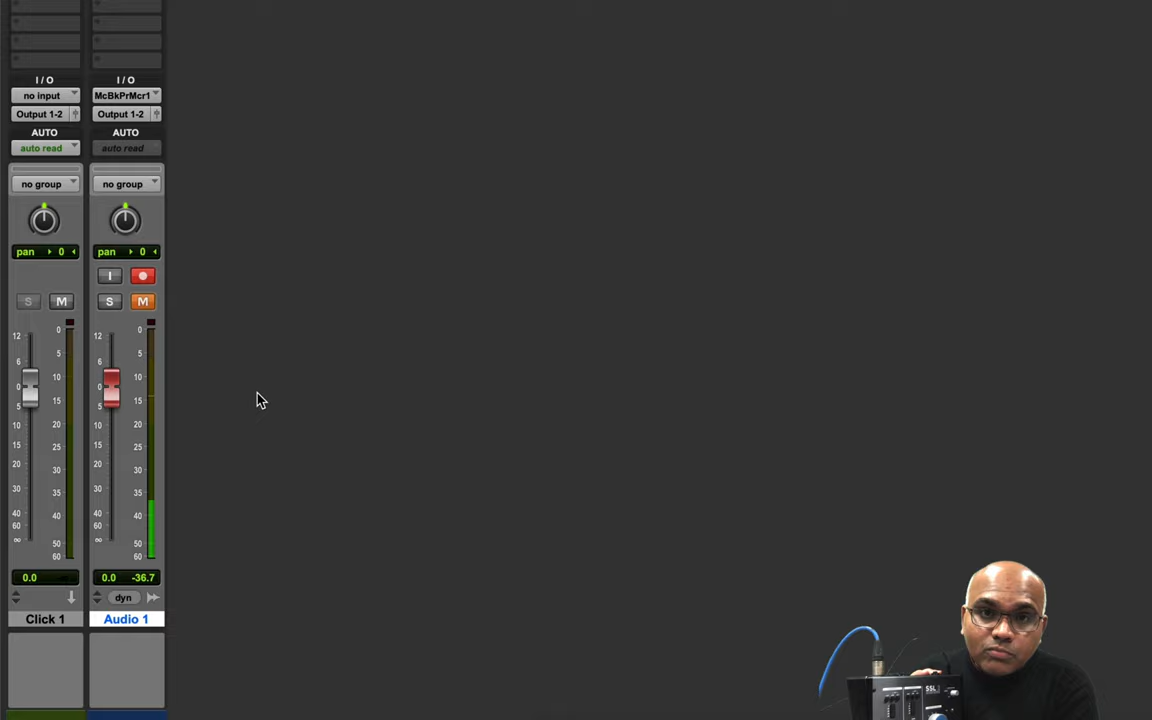 I / O I / O
no input McBkPrMcr1
Output 1-2 Output 1-2
AUTO AUTO
auto read auto read
no group no group
pan 0 pan 0
I
S M S M
0 0
12 12
5 5
6 6
10 10
0 0
15 15
5 5
20 20
10 10
25 25
15 15
20 30 20 30
30 35 30 35
40 40 40 40
60 60
∞ 50 ∞ 50
60 60
0.0 0.0 -36.7
dyn
Click 1 Audio 1
SSL